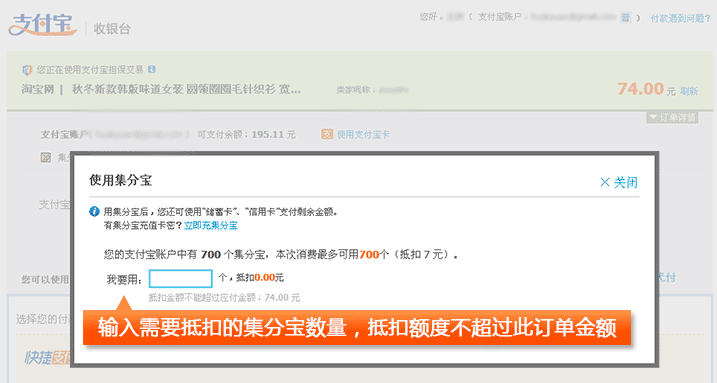 支付宝 | 收银台
您好, ( 支付宝账户: ) 付款遇到问题?
您正在使用支付宝担保交易
淘宝网 | 秋冬新款韩版味道女装 圆领圈圈毛针织衫 宽... 卖家昵称: 74.00 元 刷新
订单详情
支付宝账户( ) 可支付余额:195.11 元 使用支付宝卡
集分
使用集分宝
× 关闭
用集分宝后,您还可使用“储蓄卡”、“信用卡”支付剩余金额。
有集分宝充值卡密?立即充集分宝
支付宝
您的支付宝账户中有 700 个集分宝,本次消费最多可用700个(抵扣 7 元)。
您可以使用
我要用: 个,抵扣0.00元
付
抵扣金额不能超过应付金额:74.00 元
选择您的付
输入需要抵扣的集分宝数量,抵扣额度不超过此订单金额
快捷支